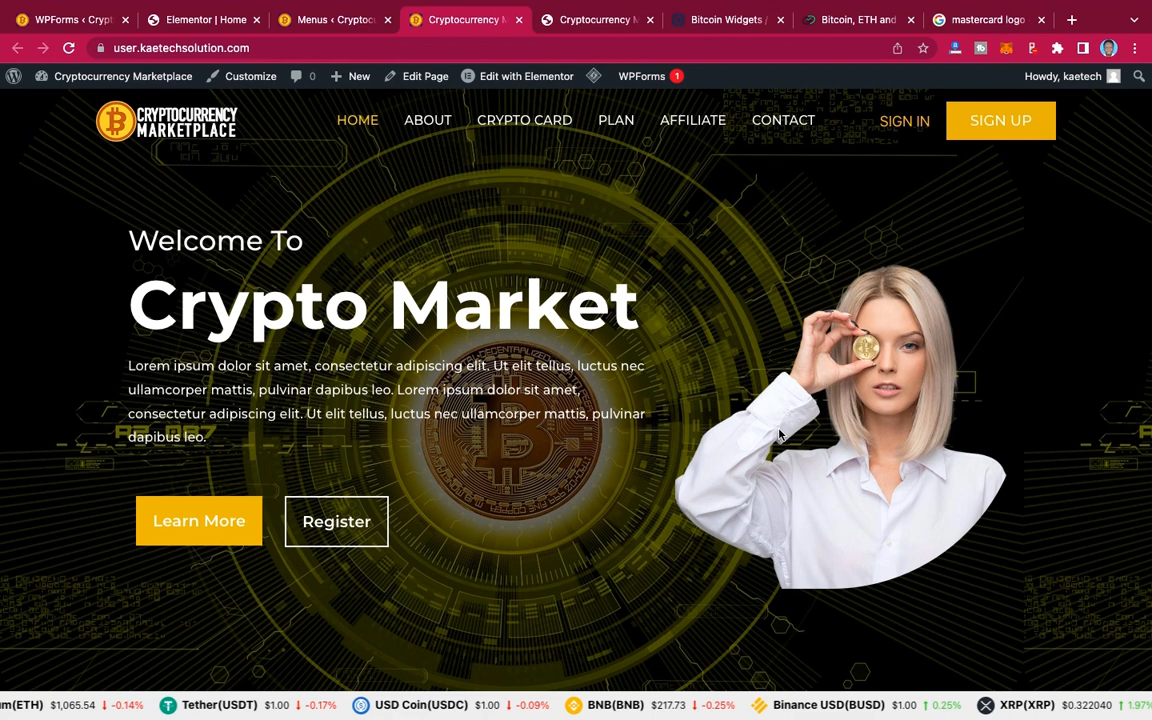 WPForms ‹ Crypt
Elementor | Home
Menus ‹ Cryptocu
Cryptocurrency M
Cryptocurrency M
Bitcoin Widgets /
Bitcoin, ETH and
mastercard logo
user.kaetechsolution.com
Cryptocurrency Marketplace
Customize
0
New
Edit Page
Edit with Elementor
WPForms 1
Howdy, kaetech
CRYPTOCURRENCY
MARKETPLACE
HOME
ABOUT
CRYPTO CARD
PLAN
AFFILIATE
CONTACT
SIGN IN
SIGN UP
Welcome To
Crypto Market
Lorem ipsum dolor sit amet, consectetur adipiscing elit. Ut elit tellus, luctus nec
ullamcorper mattis, pulvinar dapibus leo. Lorem ipsum dolor sit amet,
consectetur adipiscing elit. Ut elit tellus, luctus nec ullamcorper mattis, pulvinar
dapibus leo.
Learn More
Register
m(ETH) $1,065.54 -0.14%
Tether(USDT) $1.00 -0.17%
USD Coin(USDC) $1.00 -0.09%
BNB(BNB) $217.73 -0.25%
Binance USD(BUSD) $1.00 0.25%
XRP(XRP) $0.322040 1.97%